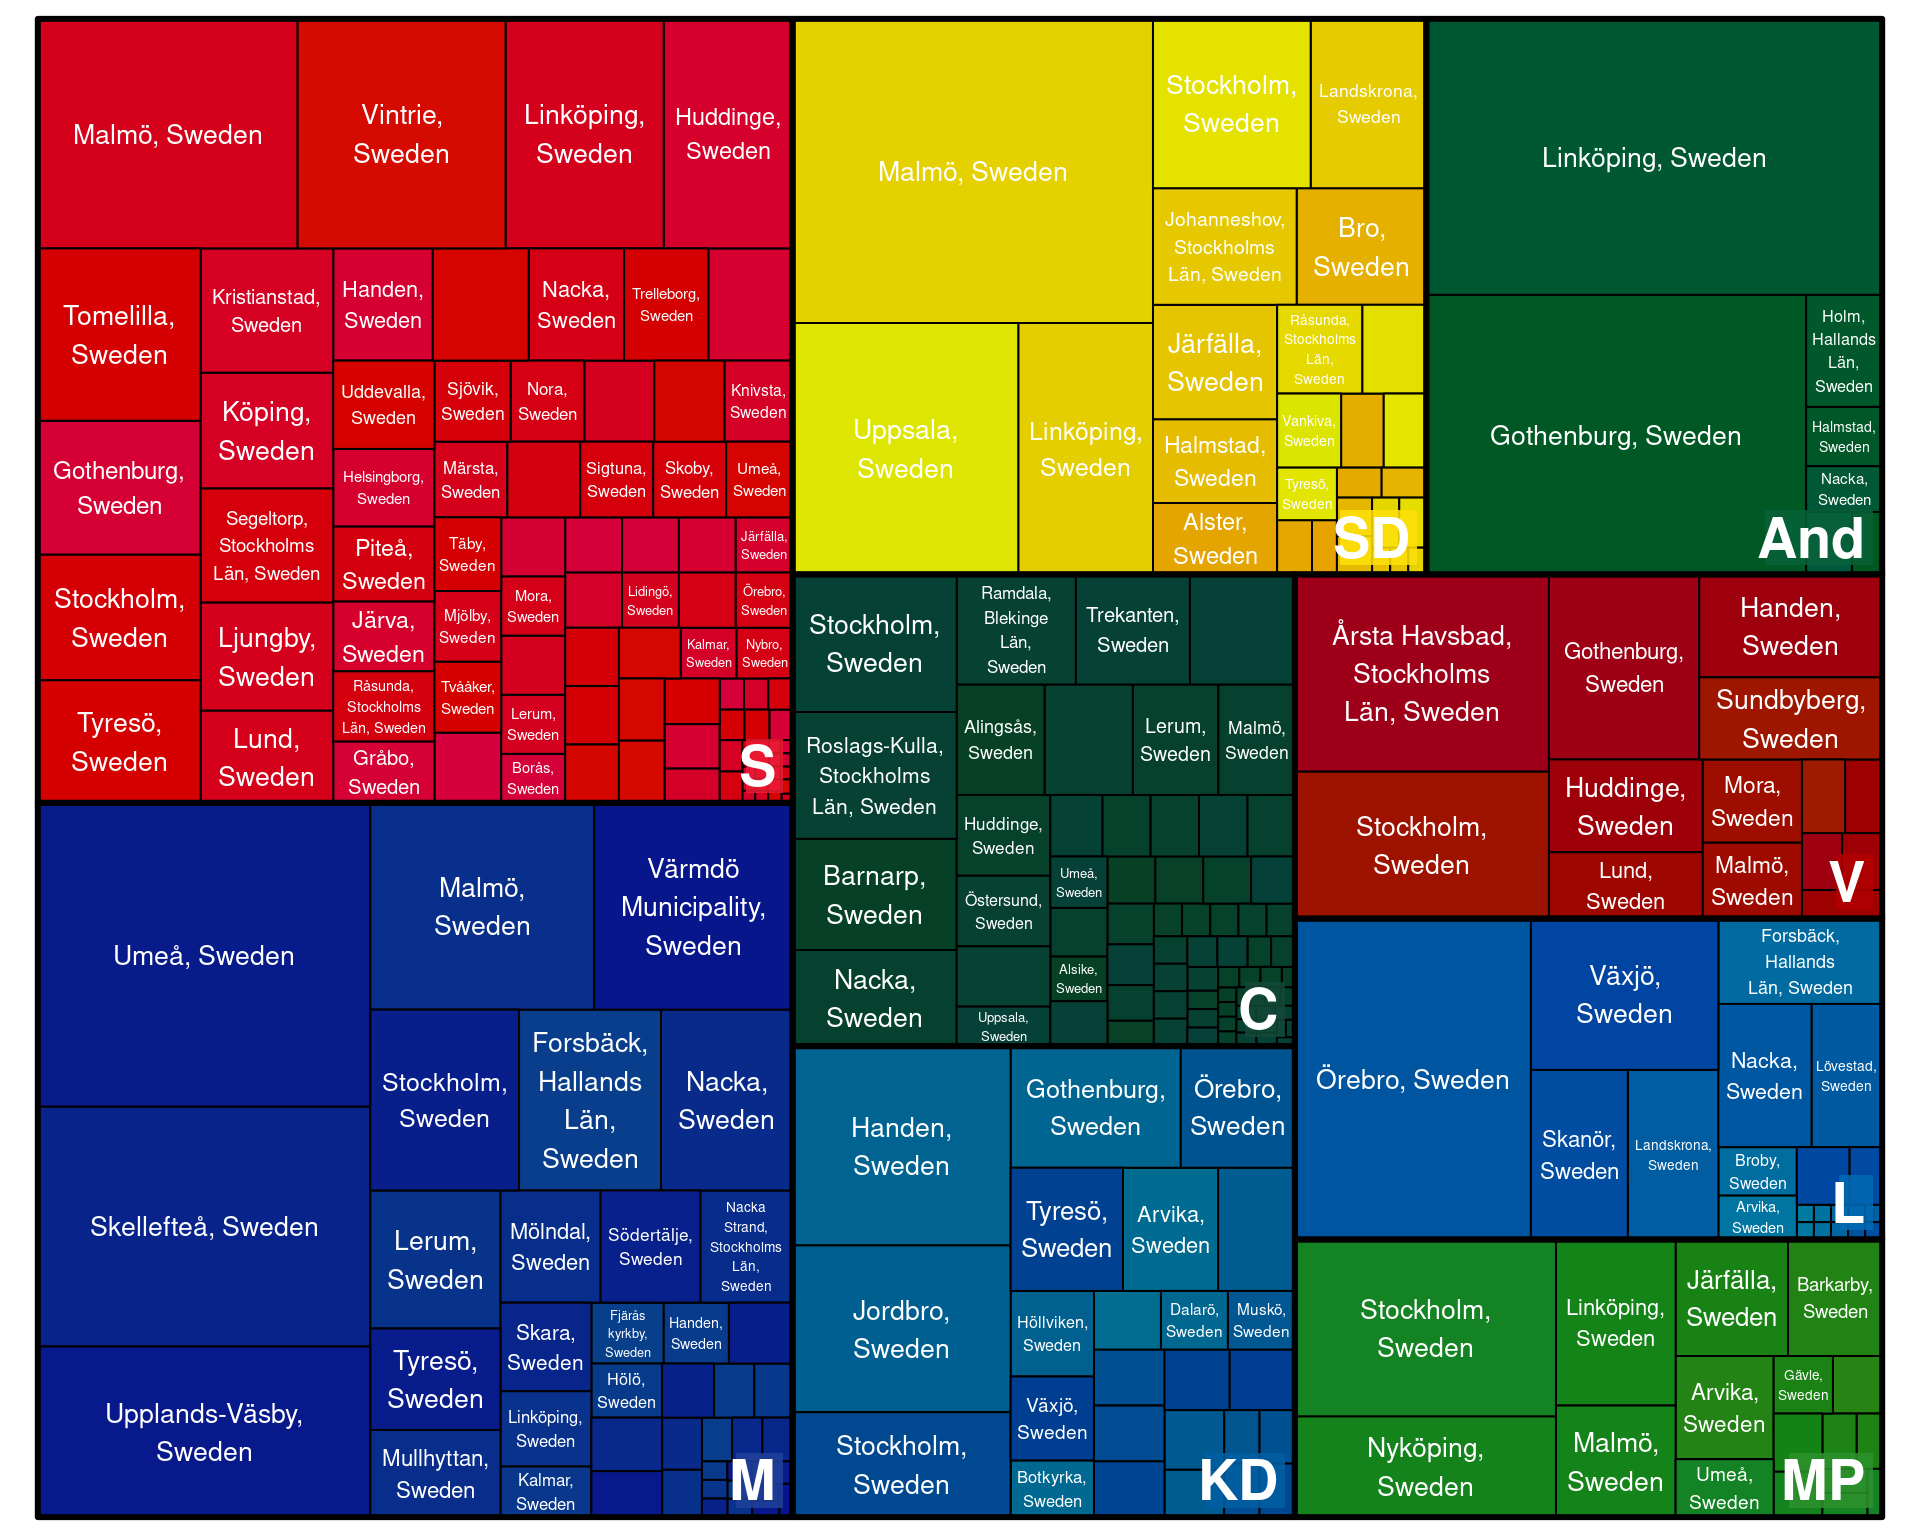 Malmö, Sweden
Vintrie,
Sweden
Linköping,
Sweden
Huddinge,
Sweden
Tomelilla,
Sweden
Kristianstad,
Sweden
Handen,
Sweden
Nacka,
Sweden
Trelleborg,
Sweden
Köping,
Sweden
Uddevalla,
Sweden
Sjövik,
Sweden
Nora,
Sweden
Knivsta,
Sweden
Gothenburg,
Sweden
Helsingborg,
Sweden
Märsta,
Sweden
Sigtuna,
Sweden
Skoby,
Sweden
Umeå,
Sweden
Segeltorp,
Stockholms
Län, Sweden
Piteå,
Sweden
Täby,
Sweden
Järfälla,
Sweden
Stockholm,
Sweden
Mora,
Sweden
Lidingö,
Sweden
Örebro,
Sweden
Ljungby,
Sweden
Järva,
Sweden
Mjölby,
Sweden
Kalmar,
Sweden
Nybro,
Sweden
Tyresö,
Sweden
Råsunda,
Stockholms
Län, Sweden
Tvååker,
Sweden
Lund,
Sweden
Lerum,
Sweden
Gråbo,
Sweden
Borås,
Sweden
S
Malmö, Sweden
Stockholm,
Sweden
Landskrona,
Sweden
Johanneshov,
Stockholms
Län, Sweden
Bro,
Sweden
Uppsala,
Sweden
Linköping,
Sweden
Järfälla,
Sweden
Råsunda,
Stockholms
Län,
Sweden
Halmstad,
Sweden
Vankiva,
Sweden
Tyresö,
Sweden
Alster,
Sweden
SD
Linköping, Sweden
Gothenburg, Sweden
Holm,
Hallands
Län,
Sweden
Halmstad,
Sweden
Nacka,
Sweden
And
Umeå, Sweden
Malmö,
Sweden
Värmdö
Municipality,
Sweden
Skellefteå, Sweden
Stockholm,
Sweden
Forsbäck,
Hallands
Län,
Sweden
Nacka,
Sweden
Lerum,
Sweden
Mölndal,
Sweden
Södertälje,
Sweden
Nacka
Strand,
Stockholms
Län,
Sweden
Upplands-Väsby,
Sweden
Tyresö,
Sweden
Skara,
Sweden
Fjärås
kyrkby,
Sweden
Handen,
Sweden
Hölö,
Sweden
Linköping,
Sweden
Mullhyttan,
Sweden
Kalmar,
Sweden
M
Stockholm,
Sweden
Ramdala,
Blekinge
Län,
Sweden
Trekanten,
Sweden
Roslags-Kulla,
Stockholms
Län, Sweden
Alingsås,
Sweden
Lerum,
Sweden
Malmö,
Sweden
Barnarp,
Sweden
Huddinge,
Sweden
Umeå,
Sweden
Östersund,
Sweden
Nacka,
Sweden
Alsike,
Sweden
Uppsala,
Sweden
C
Handen,
Sweden
Gothenburg,
Sweden
Örebro,
Sweden
Tyresö,
Sweden
Arvika,
Sweden
Jordbro,
Sweden
Höllviken,
Sweden
Dalarö,
Sweden
Muskö,
Sweden
Växjö,
Sweden
Stockholm,
Sweden
Botkyrka,
Sweden
KD
Årsta Havsbad,
Stockholms
Län, Sweden
Gothenburg,
Sweden
Handen,
Sweden
Sundbyberg,
Sweden
Stockholm,
Sweden
Huddinge,
Sweden
Mora,
Sweden
Lund,
Sweden
Malmö,
Sweden
V
Örebro, Sweden
Växjö,
Sweden
Forsbäck,
Hallands
Län, Sweden
Nacka,
Sweden
Lövestad,
Sweden
Skanör,
Sweden
Landskrona,
Sweden
Broby,
Sweden
Arvika,
Sweden
L
Stockholm,
Sweden
Linköping,
Sweden
Järfälla,
Sweden
Barkarby,
Sweden
Arvika,
Sweden
Gävle,
Sweden
Nyköping,
Sweden
Malmö,
Sweden
Umeå,
Sweden
MP